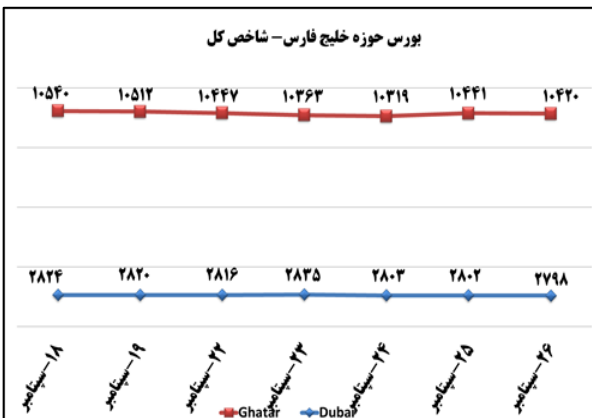 بورس حوزه خلیج فارس– شاخص کل
۱۰۵۴۰ ۱۰۵۱۲ ۱۰۴۴۷ ۱۰۳۶۳ ۱۰۳۱۹ ۱۰۴۴۱ ۱۰۴۲۰
۲۸۲۴ ۲۸۲۰ ۲۸۱۶ ۲۸۳۵ ۲۸۰۳ ۲۸۰۲ ۲۷۹۸
۱۸-سپتامبر ۱۹-سپتامبر ۲۲-سپتامبر ۲۳-سپتامبر ۲۴-سپتامبر ۲۵-سپتامبر ۲۶-سپتامبر
Ghatar Dubai